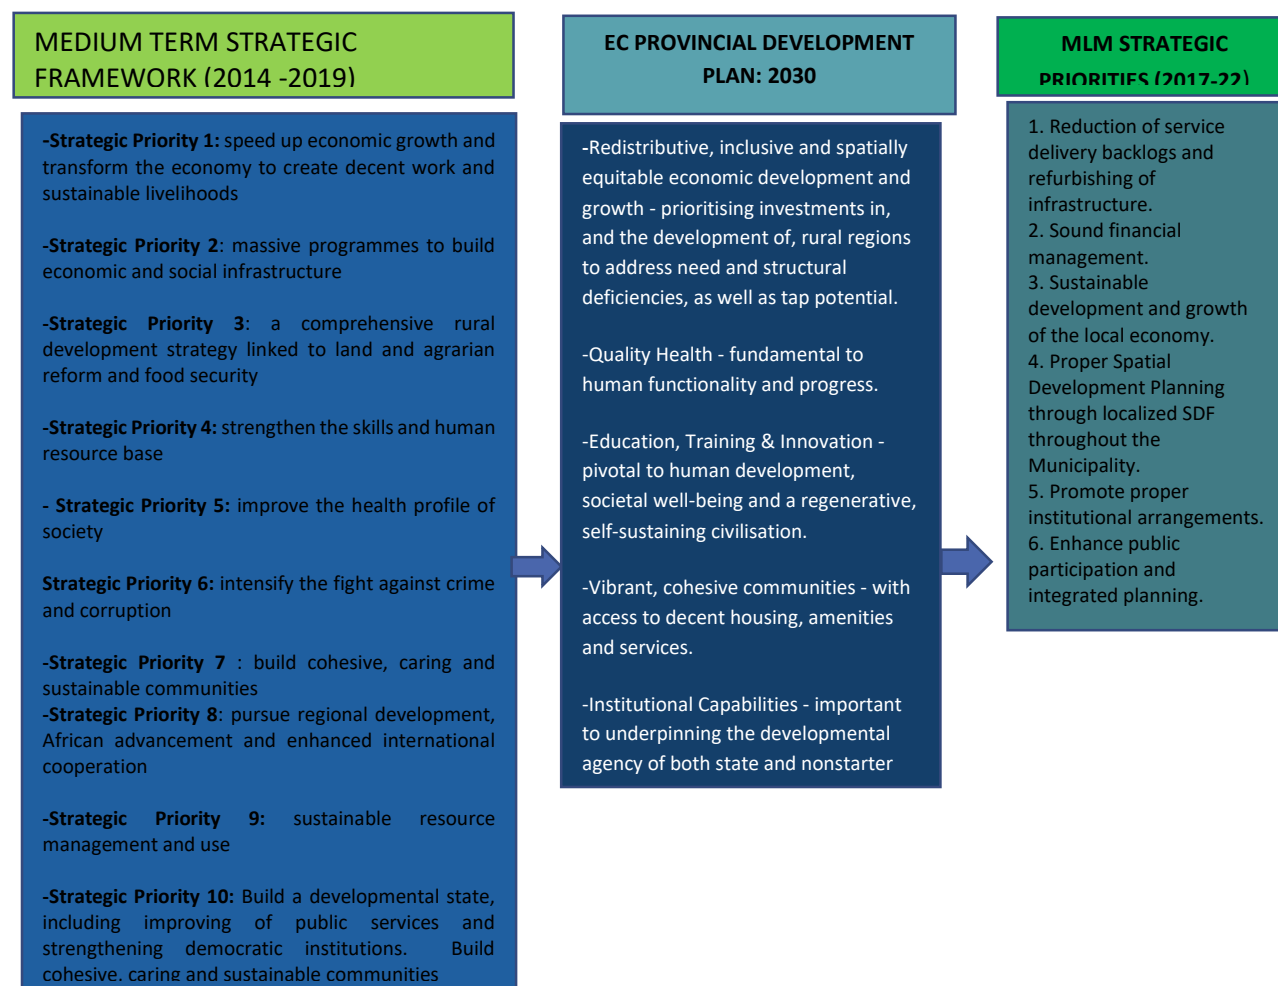 MEDIUM TERM STRATEGIC
FRAMEWORK (2014 -2019)
-Strategic Priority 1: speed up economic growth and
transform the economy to create decent work and
sustainable livelihoods
-Strategic Priority 2: massive programmes to build
economic and social infrastructure
-Strategic Priority 3: a comprehensive rural
development strategy linked to land and agrarian
reform and food security
-Strategic Priority 4: strengthen the skills and human
resource base
- Strategic Priority 5: improve the health profile of
society
Strategic Priority 6: intensify the fight against crime
and corruption
-Strategic Priority 7 : build cohesive, caring and
sustainable communities
-Strategic Priority 8: pursue regional development,
African advancement and enhanced international
cooperation
-Strategic Priority 9: sustainable resource
management and use
-Strategic Priority 10: Build a developmental state,
including improving of public services and
strengthening democratic institutions. Build
cohesive, caring and sustainable communities
EC PROVINCIAL DEVELOPMENT
PLAN: 2030
-Redistributive, inclusive and spatially
equitable economic development and
growth - prioritising investments in,
and the development of, rural regions
to address need and structural
deficiencies, as well as tap potential.
-Quality Health - fundamental to
human functionality and progress.
-Education, Training & Innovation -
pivotal to human development,
societal well-being and a regenerative,
self-sustaining civilisation.
-Vibrant, cohesive communities - with
access to decent housing, amenities
and services.
-Institutional Capabilities - important
to underpinning the developmental
agency of both state and nonstarter
MLM STRATEGIC
PRIORITIES (2017-22)
1. Reduction of service
delivery backlogs and
refurbishing of
infrastructure.
2. Sound financial
management.
3. Sustainable
development and growth
of the local economy.
4. Proper Spatial
Development Planning
through localized SDF
throughout the
Municipality.
5. Promote proper
institutional arrangements.
6. Enhance public
participation and
integrated planning.